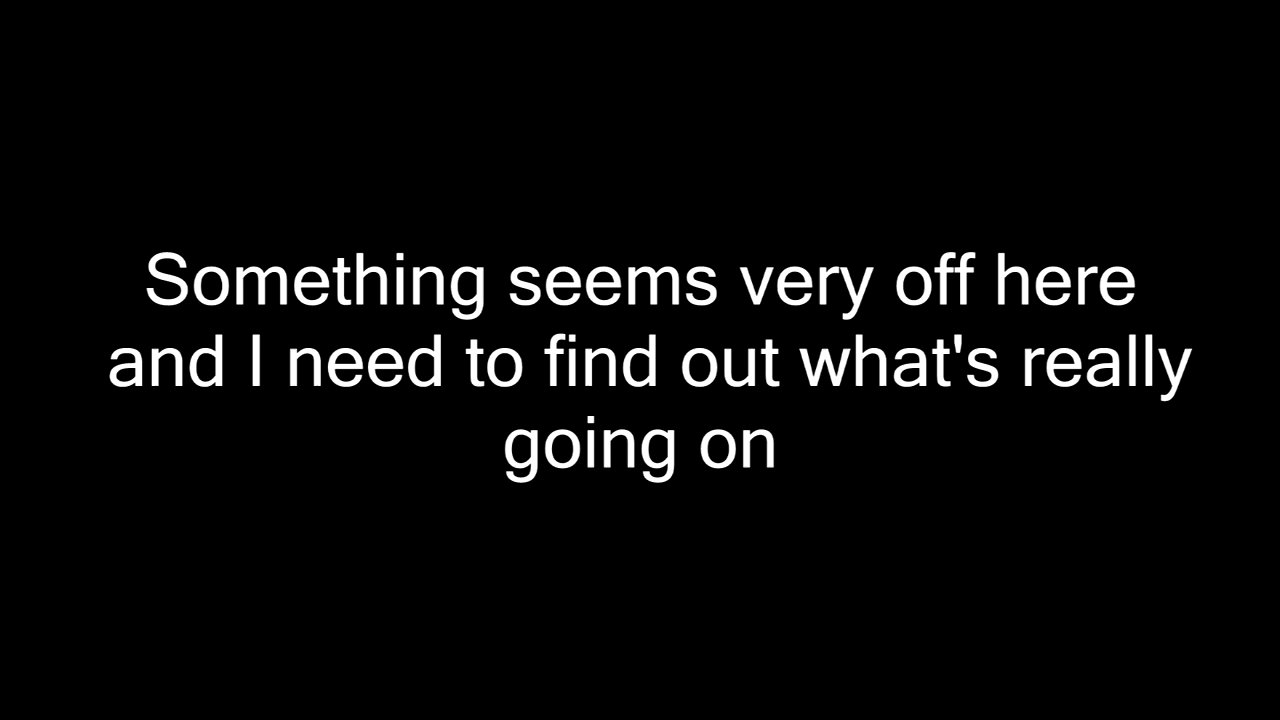 Something seems very off here
and I need to find out what's really
going on